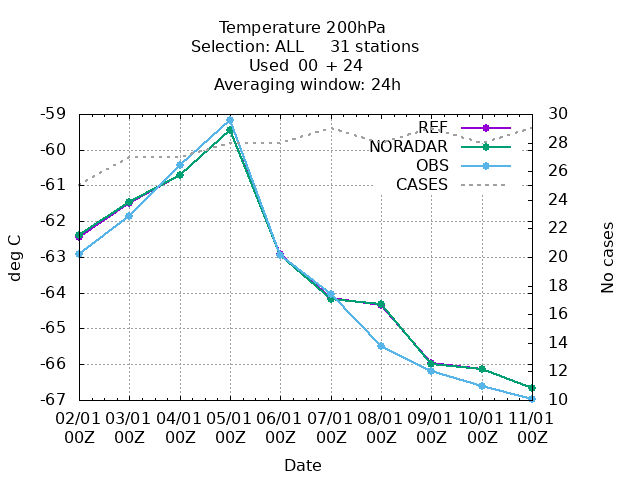 Temperature 200hPa
Selection: ALL 31 stations
Used 00 + 24
Averaging window: 24h
-59 30
REF
28
-60 NORADAR
OBS
26
-61 CASES
24
-62
22
deg C
-63 20
No cases
18
-64
16
-65
14
-66
12
-67 10
02/01 03/01 04/01 05/01 06/01 07/01 08/01 09/01 10/01 11/01
00Z 00Z 00Z 00Z 00Z 00Z 00Z 00Z 00Z 00Z
Date